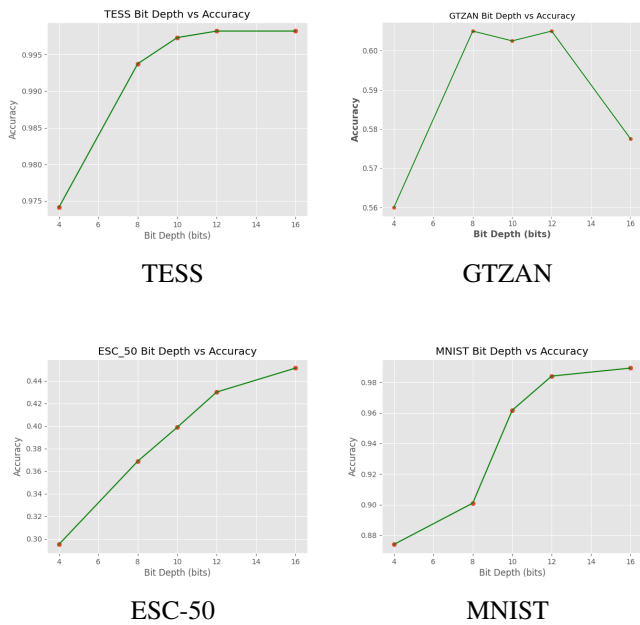 TESS Bit Depth vs Accuracy
0.995
0.990
0.985
0.980
0.975
Accuracy
4 6 8 10 12 14 16
Bit Depth (bits)
TESS
GTZAN Bit Depth vs Accuracy
0.60
0.59
0.58
0.57
0.56
Accuracy
4 6 8 10 12 14 16
Bit Depth (bits)
GTZAN
ESC_50 Bit Depth vs Accuracy
0.44
0.42
0.40
0.38
0.36
0.34
0.32
0.30
Accuracy
4 6 8 10 12 14 16
Bit Depth (bits)
ESC-50
MNIST Bit Depth vs Accuracy
0.98
0.96
0.94
0.92
0.90
0.88
Accuracy
4 6 8 10 12 14 16
Bit Depth (bits)
MNIST